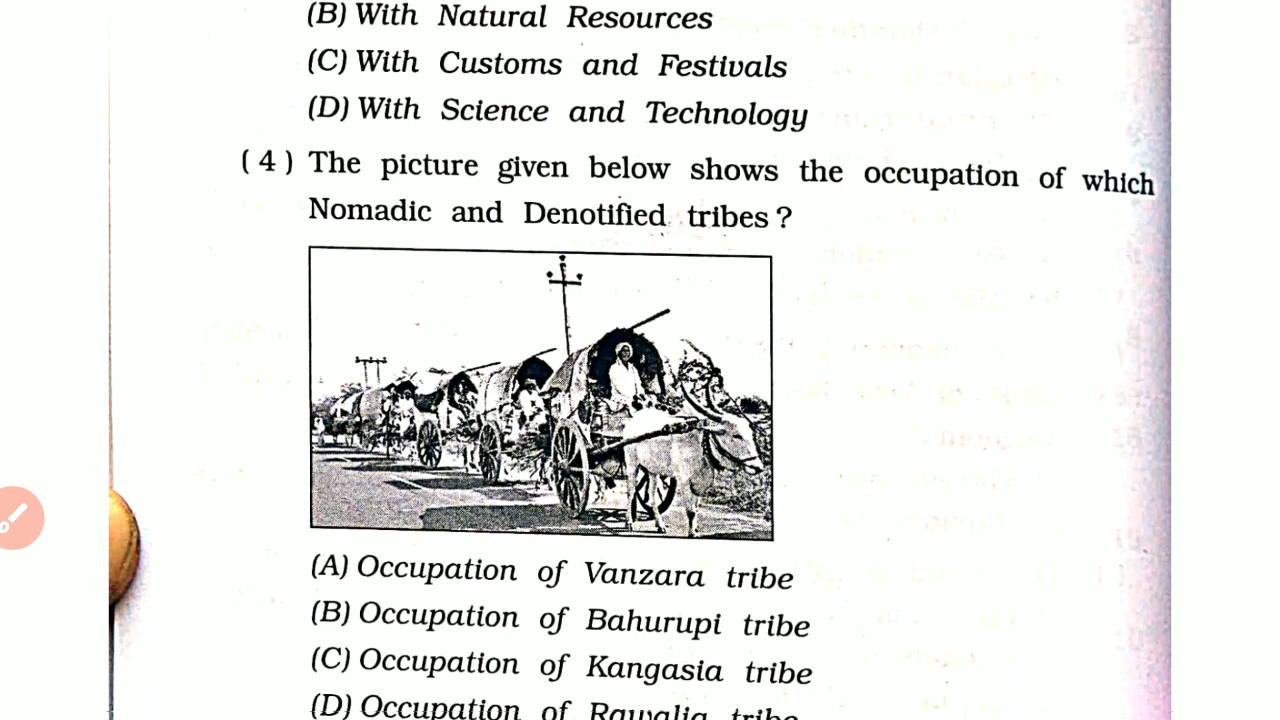 (B) With Natural Resources
(C) With Customs and Festivals
(D) With Science and Technology
( 4 ) The picture given below shows the occupation of which
Nomadic and Denotified tribes ?
(A) Occupation of Vanzara tribe
(B) Occupation of Bahurupi tribe
(C) Occupation of Kangasia tribe
(D) Occupation of Rawalia tribe